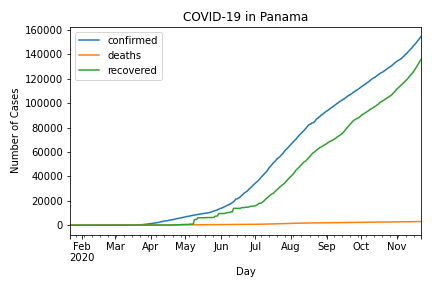 COVID-19 in Panama
confirmed
deaths
recovered
Number of Cases
160000
140000
120000
100000
80000
60000
40000
20000
0
Feb Mar Apr May Jun Jul Aug Sep Oct Nov
2020
Day